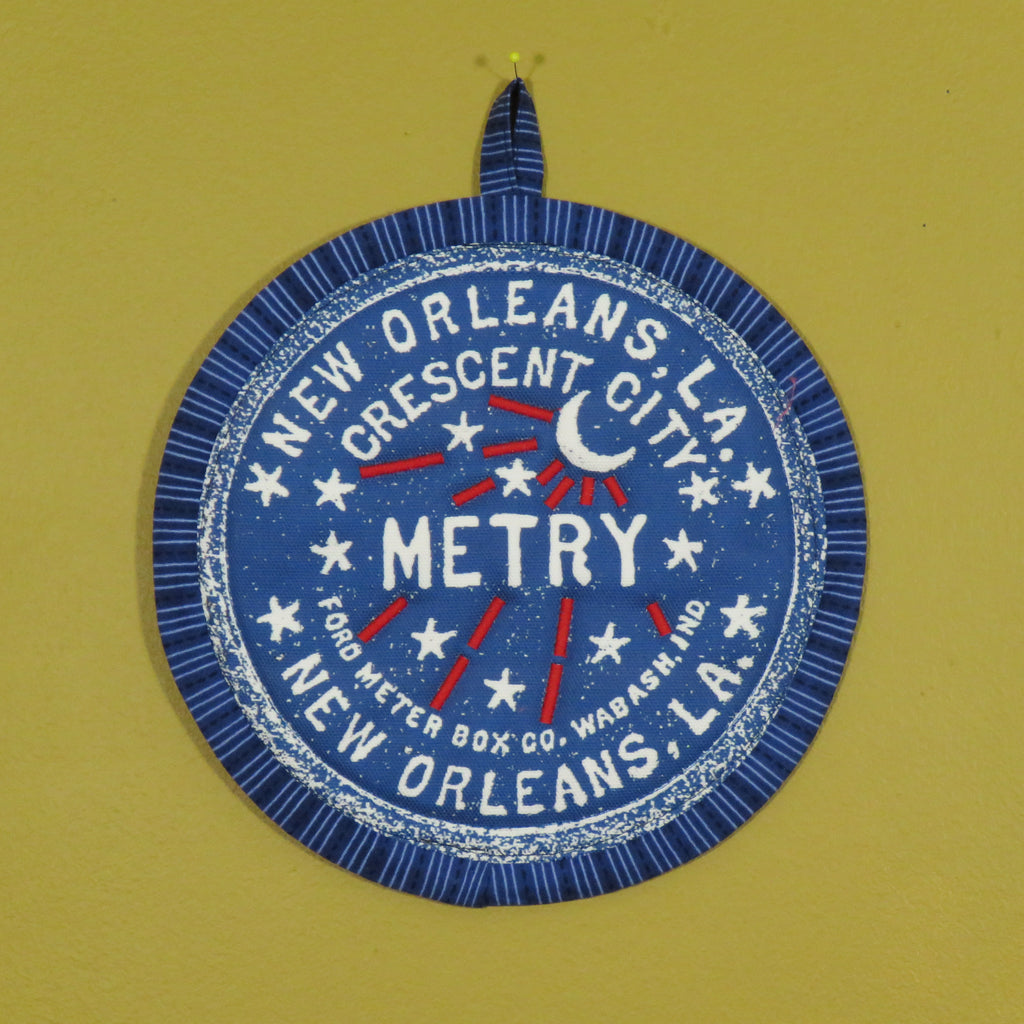 NEW ORLEANS, LA.
CRESCENT CITY
METRY
FORD METER BOX CO. WABASH, IND.
NEW ORLEANS, LA.